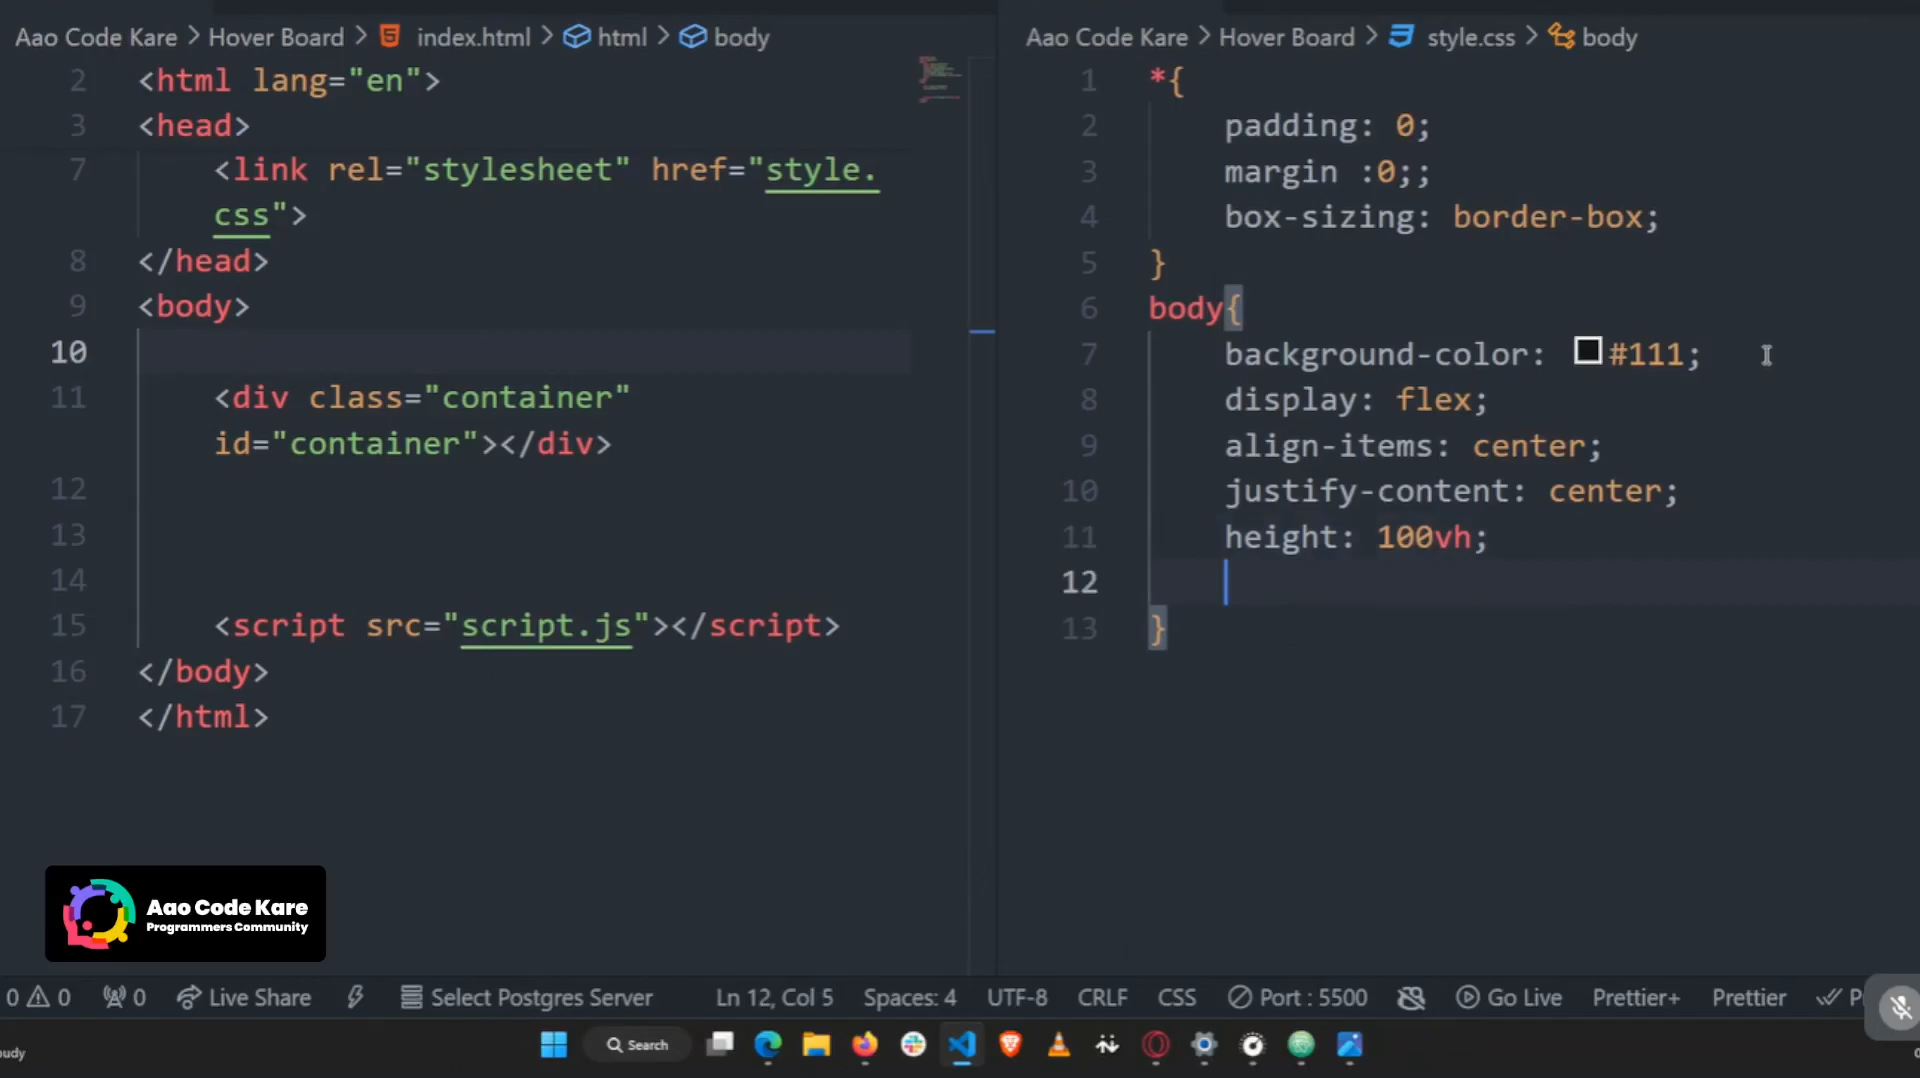 Aao Code Kare > Hover Board > index.html > html > body
2 <html lang="en">
3 <head>
7 <link rel="stylesheet" href="style.
css">
8 </head>
9 <body>
10
11 <div class="container"
id="container"></div>
12
13
14
15 <script src="script.js"></script>
16 </body>
17 </html>
Aao Code Kare > Hover Board > style.css > body
1 *{
2 padding: 0;
3 margin :0;;
4 box-sizing: border-box;
5 }
6 body{
7 background-color: #111;
8 display: flex;
9 align-items: center;
10 justify-content: center;
11 height: 100vh;
12
13 }
Aao Code Kare
Programmers Community
0 0 0 Live Share Select Postgres Server Ln 12, Col 5 Spaces: 4 UTF-8 CRLF CSS Port : 5500 Go Live Prettier+ Prettier
Search